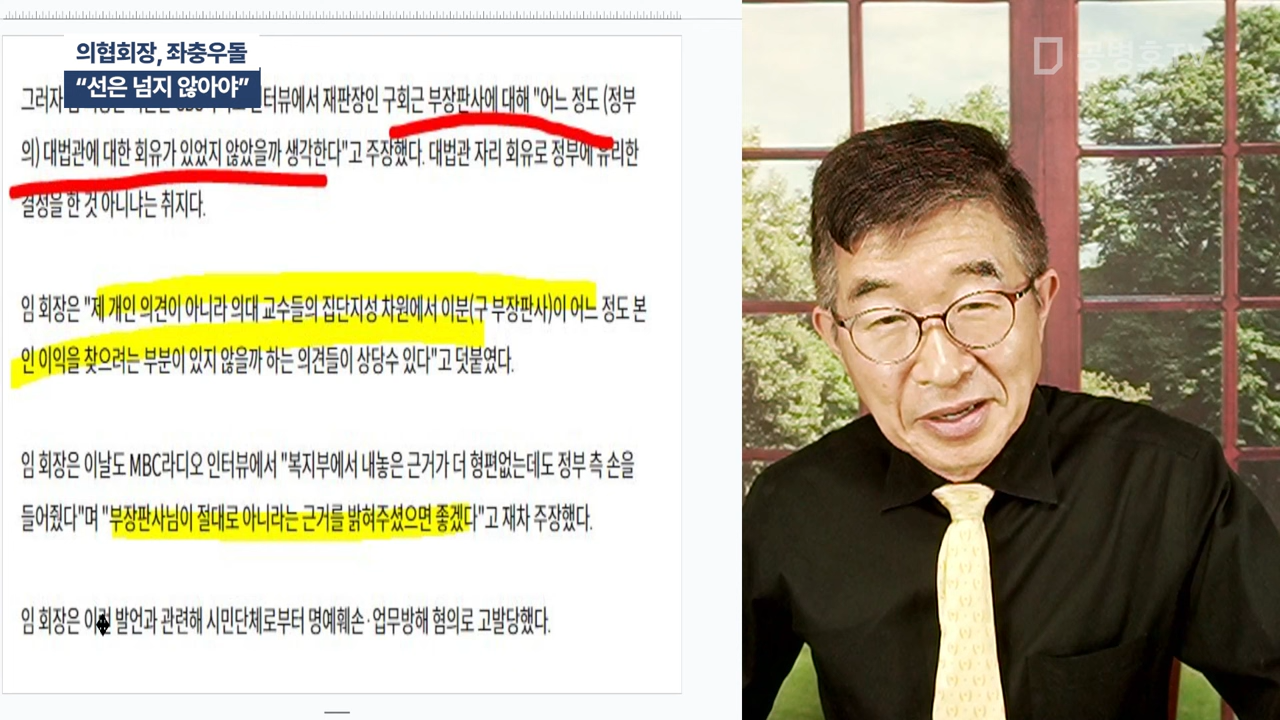 의협회장, 좌충우돌
“선은 넘지 않아야”
공병호TV
그러자 인터뷰에서 재판장인 구회근 부장판사에 대해 "어느 정도 (정부
의) 대법관에 대한 회유가 있었지 않았을까 생각한다"고 주장했다. 대법관 자리 회유로 정부에 유리한
결정을 한 것 아니냐는 취지다.
임 회장은 "제 개인 의견이 아니라 의대 교수들의 집단지성 차원에서 이분(구 부장판사)이 어느 정도 본
인 이익을 찾으려는 부분이 있지 않을까 하는 의견들이 상당수 있다"고 덧붙였다.
임 회장은 이날도 MBC라디오 인터뷰에서 "복지부에서 내놓은 근거가 더 형편없는데도 정부 측 손을
들어줬다"며 "부장판사님이 절대로 아니라는 근거를 밝혀주셨으면 좋겠다"고 재차 주장했다.
임 회장은 발언과 관련해 시민단체로부터 명예훼손·업무방해 혐의로 고발당했다.